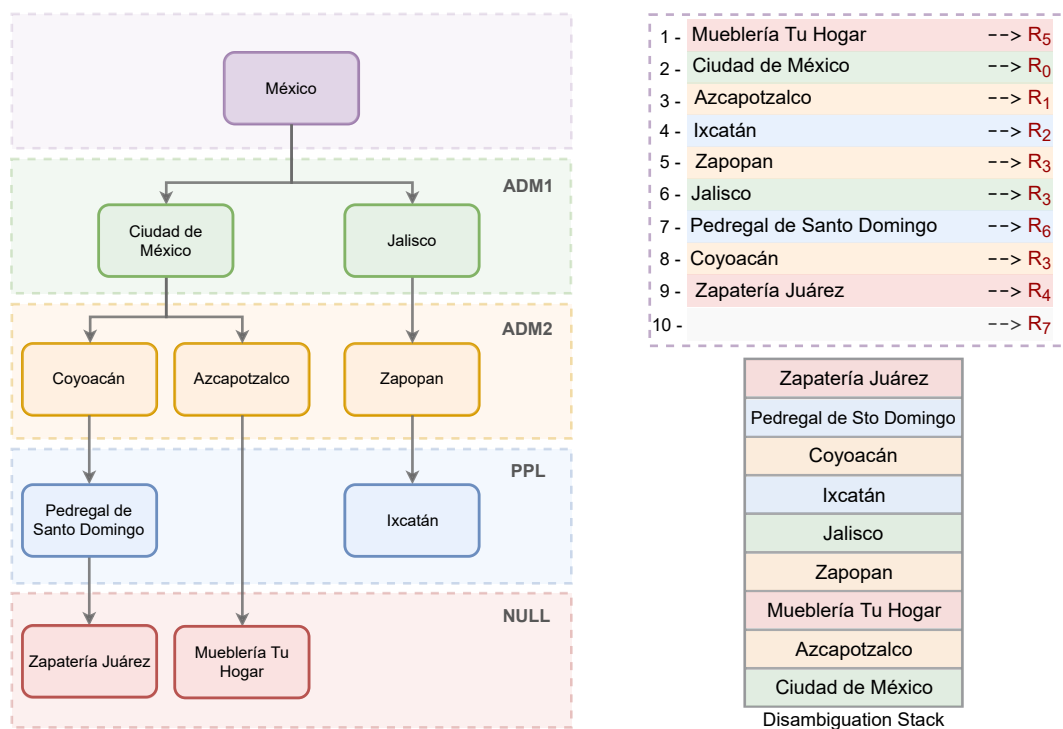 México
ADM1
Ciudad de
México
Jalisco
ADM2
Coyoacán
Azcapotzalco
Zapopan
PPL
Pedregal de
Santo Domingo
Ixcatán
NULL
Zapatería Juárez
Mueblería Tu
Hogar
1 - Mueblería Tu Hogar --> R5
2 - Ciudad de México --> R0
3 - Azcapotzalco --> R1
4 - Ixcatán --> R2
5 - Zapopan --> R3
6 - Jalisco --> R3
7 - Pedregal de Santo Domingo --> R6
8 - Coyoacán --> R3
9 - Zapatería Juárez --> R4
10 - --> R7
Zapatería Juárez
Pedregal de Sto Domingo
Coyoacán
Ixcatán
Jalisco
Zapopan
Mueblería Tu Hogar
Azcapotzalco
Ciudad de México
Disambiguation Stack